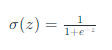 σ(z) = 1/(1+e^{-z})